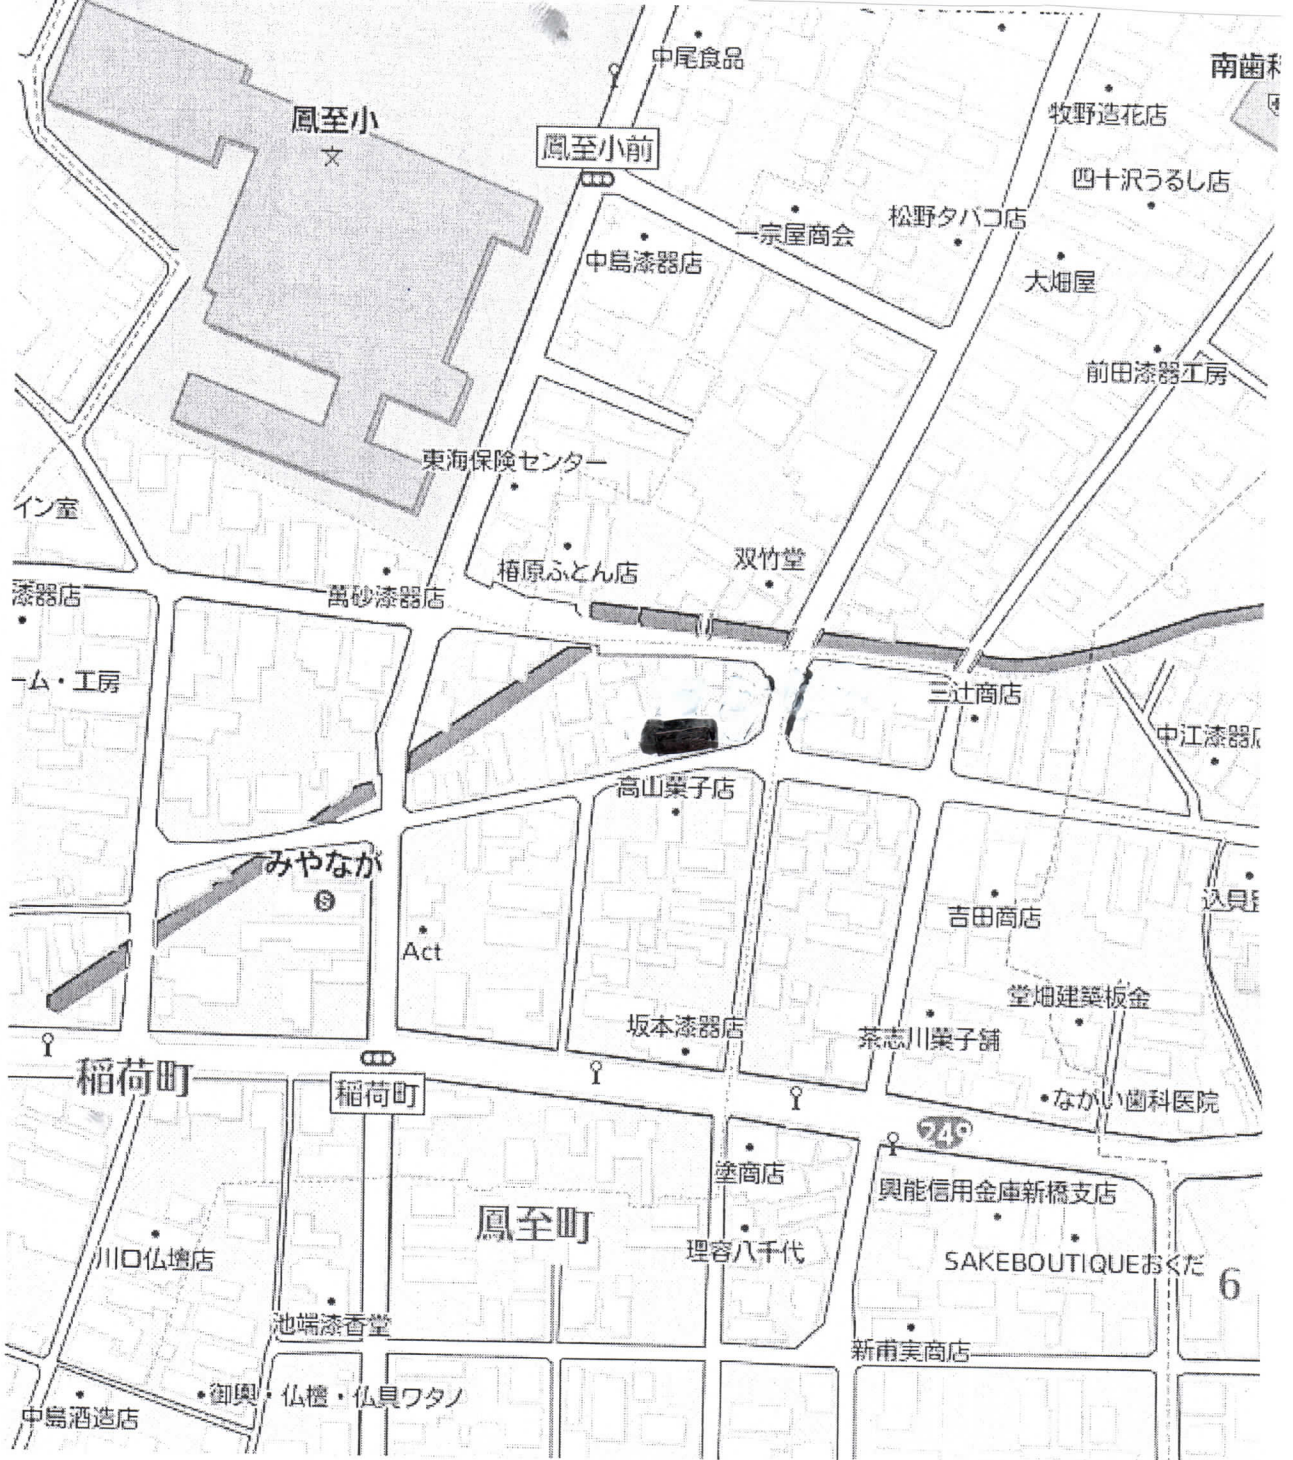 中尾食品
南歯科
牧野造花店
鳳至小
文
鳳至小前
四十沢うるし店
松野タバコ店
一宗屋商会
中島漆器店
大畑屋
前田漆器工房
東海保険センター
イン室
椿原ふとん店
双竹堂
漆器店
萬砂漆器店
ーム・工房
三辻商店
中江漆器店
高山菓子店
みやなが
S
吉田商店
Act
堂畑建築板金
坂本漆器店
茶志川菓子舗
稲荷町
稲荷町
ながい歯科医院
249
塗商店
興能信用金庫新橋支店
鳳至町
理容八千代
川口仏壇店
SAKEBOUTIQUEおくだ
6
池端漆香堂
新甫実商店
御輿・仏檀・仏具ワタノ
中島酒造店